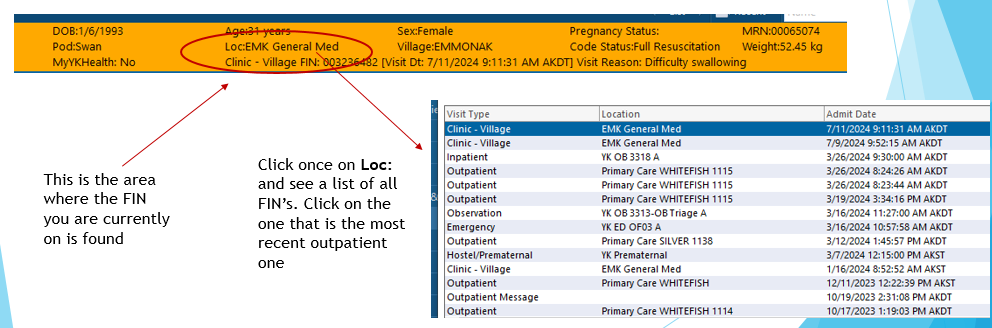 DOB:1/6/1993 Age:31 years Sex:Female Pregnancy Status: MRN:00065074
Pod:Swan Loc:EMK General Med Village:EMMONAK Code Status:Full Resuscitation Weight:52.45 kg
MyYKHealth: No Clinic - Village FIN: 003236482 [Visit Dt: 7/11/2024 9:11:31 AM AKDT] Visit Reason: Difficulty swallowing
This is the area
where the FIN
you are currently
on is found
Click once on Loc:
and see a list of all
FIN's. Click on the
one that is the most
recent outpatient
one
Visit Type Location Admit Date
Clinic - Village EMK General Med 7/11/2024 9:11:31 AM AKDT
Clinic - Village EMK General Med 7/9/2024 9:52:15 AM AKDT
Inpatient YK OB 3318 A 3/26/2024 9:30:00 AM AKDT
Outpatient Primary Care WHITEFISH 1115 3/26/2024 8:24:26 AM AKDT
Outpatient Primary Care WHITEFISH 1115 3/26/2024 8:23:44 AM AKDT
Outpatient Primary Care WHITEFISH 1115 3/19/2024 3:34:16 PM AKDT
Observation YK OB 3313-OB Triage A 3/16/2024 11:27:00 AM AKDT
Emergency YK ED OF03 A 3/16/2024 10:57:58 AM AKDT
Outpatient Primary Care SILVER 1138 3/12/2024 1:45:57 PM AKDT
Hostel/Prematernal YK Prematernal 3/7/2024 12:15:00 PM AKST
Clinic - Village EMK General Med 1/16/2024 8:52:52 AM AKST
Outpatient Primary Care WHITEFISH 12/11/2023 12:22:39 PM AKST
Outpatient Message 10/19/2023 2:31:08 PM AKDT
Outpatient Primary Care WHITEFISH 1114 10/17/2023 1:19:03 PM AKDT